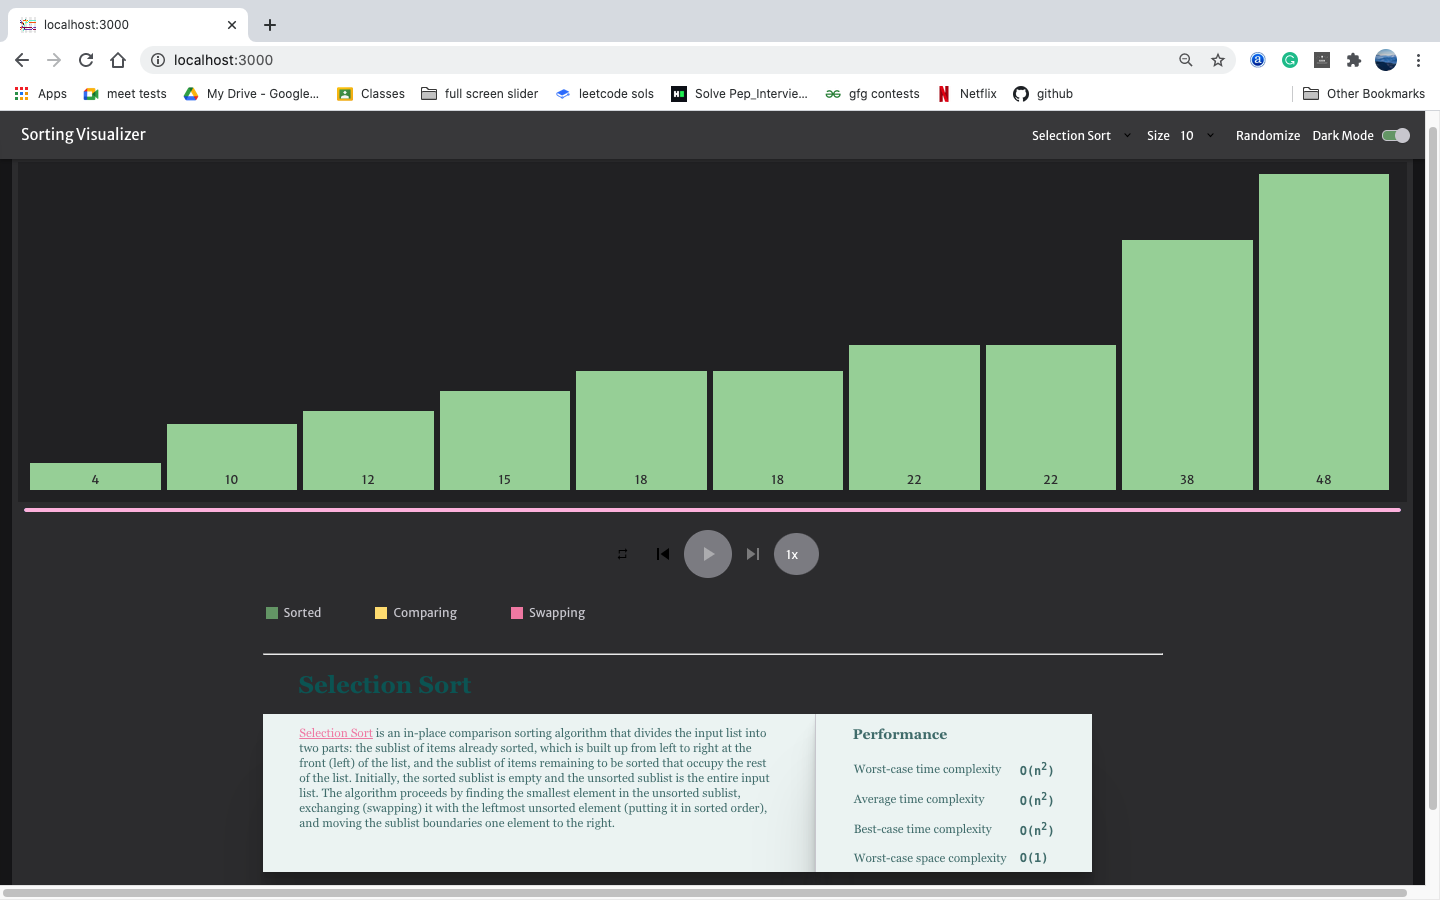 localhost:3000
localhost:3000
Apps meet tests My Drive - Google... Classes full screen slider leetcode sols Solve Pep_Intervie... gfg contests Netflix github Other Bookmarks
Sorting Visualizer Selection Sort Size 10 Randomize Dark Mode
4 10 12 15 18 18 22 22 38 48
1x
Sorted Comparing Swapping
Selection Sort
Selection Sort is an in-place comparison sorting algorithm that divides the input list into
two parts: the sublist of items already sorted, which is built up from left to right at the
front (left) of the list, and the sublist of items remaining to be sorted that occupy the rest
of the list. Initially, the sorted sublist is empty and the unsorted sublist is the entire input
list. The algorithm proceeds by finding the smallest element in the unsorted sublist,
exchanging (swapping) it with the leftmost unsorted element (putting it in sorted order),
and moving the sublist boundaries one element to the right.
Performance
Worst-case time complexity O(n²)
Average time complexity O(n²)
Best-case time complexity O(n²)
Worst-case space complexity O(1)